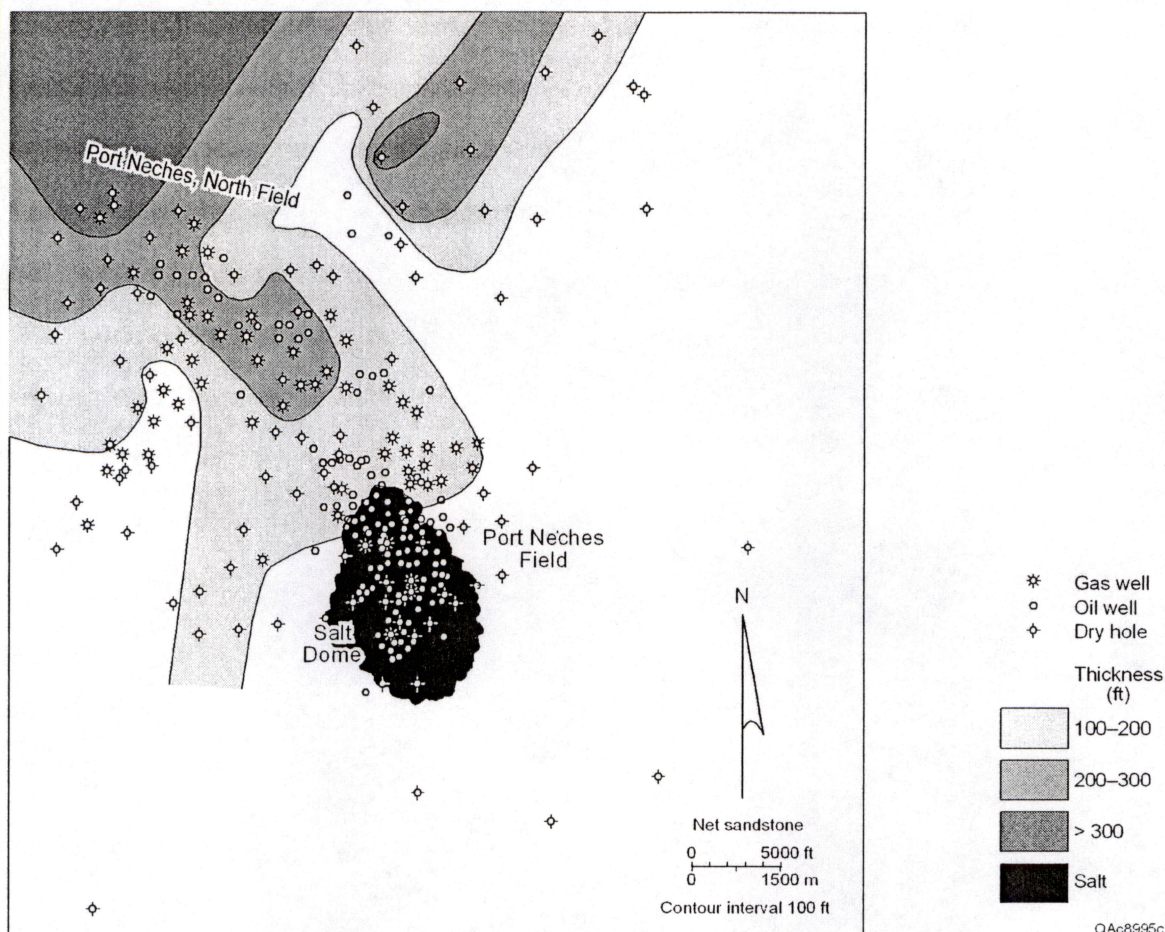 Port Neches, North Field
Port Neches
Field
Salt
Dome
N
Net sandstone
0 5000 ft
0 1500 m
Contour interval 100 ft
Gas well
Oil well
Dry hole
Thickness
(ft)
100–200
200–300
> 300
Salt
QAc8995c